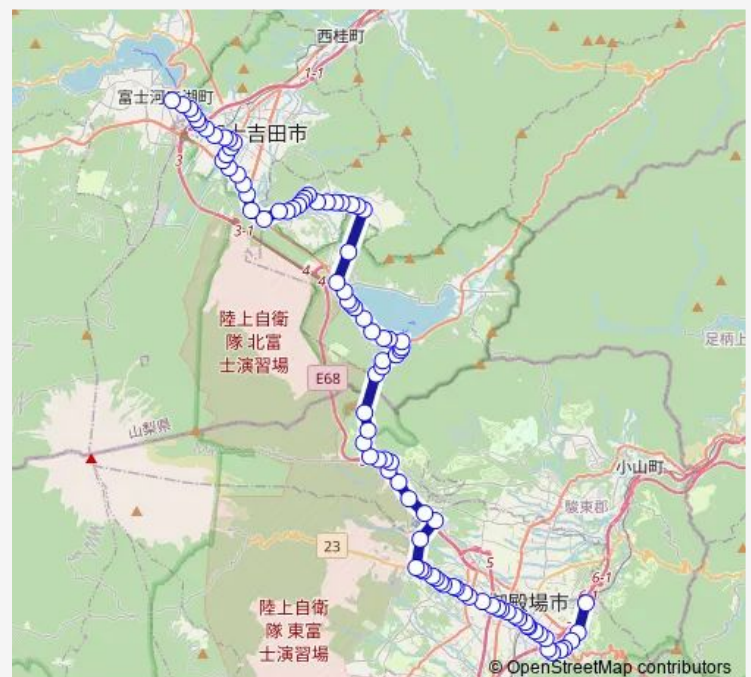 西桂町
1-1
富士河
湖町
上吉田市
3
3-1
4
4
陸上自衛
隊 北富
士演習場
足柄上
E68
山梨県
小山町
駿東郡
23
5
6-1
御殿場市
陸上自衛
隊 東富
士演習場
© OpenStreetMap contributors